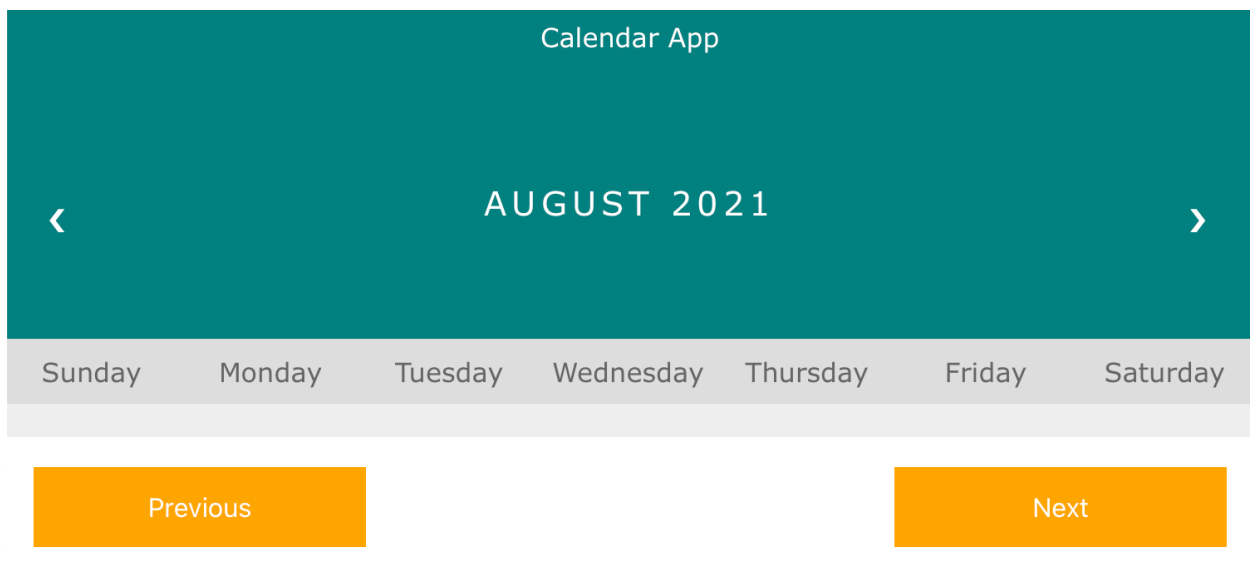 Calendar App
❮ AUGUST 2021 ❯
Sunday Monday Tuesday Wednesday Thursday Friday Saturday
Previous Next